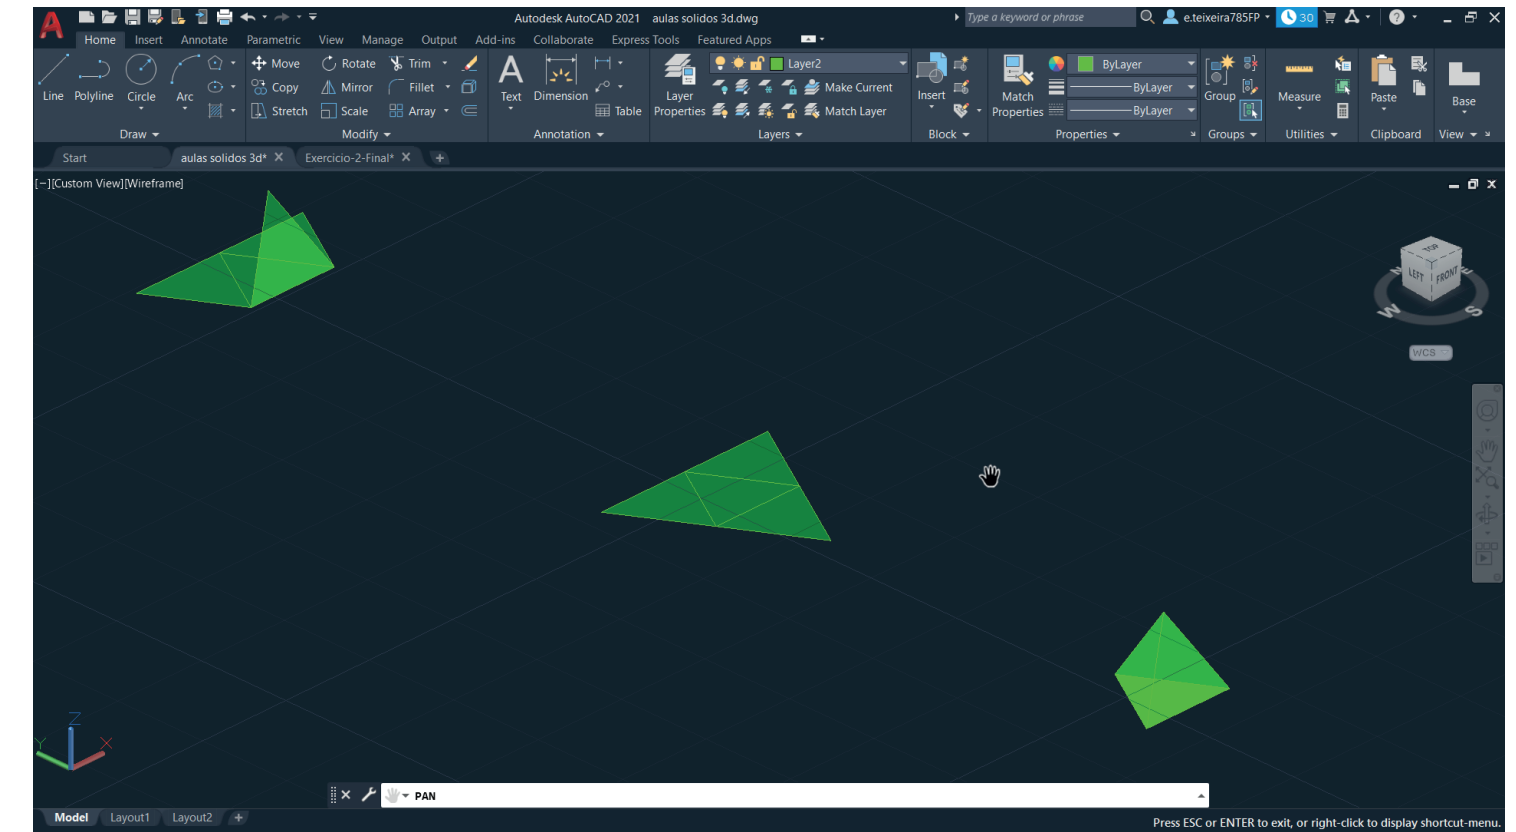 Autodesk AutoCAD 2021 aulas solidos 3d.dwg Type a keyword or phrase e.teixeira785FP 30
Home Insert Annotate Parametric View Manage Output Add-ins Collaborate Express Tools Featured Apps
Line Polyline Circle Arc Move Rotate Trim Text Dimension Layer Properties Layer2 Insert Match Properties ByLayer Group Measure Paste Base
Copy Mirror Fillet Make Current ByLayer
Stretch Scale Array Table Match Layer ByLayer
Draw Modify Annotation Layers Block Properties Groups Utilities Clipboard View
Start aulas solidos 3d* Exercicio-2-Final*
[−][Custom View][Wireframe]
TOP
LEFT FRONT
W S
WCS
Z
Y X
PAN
Model Layout1 Layout2 +
Press ESC or ENTER to exit, or right-click to display shortcut-menu.